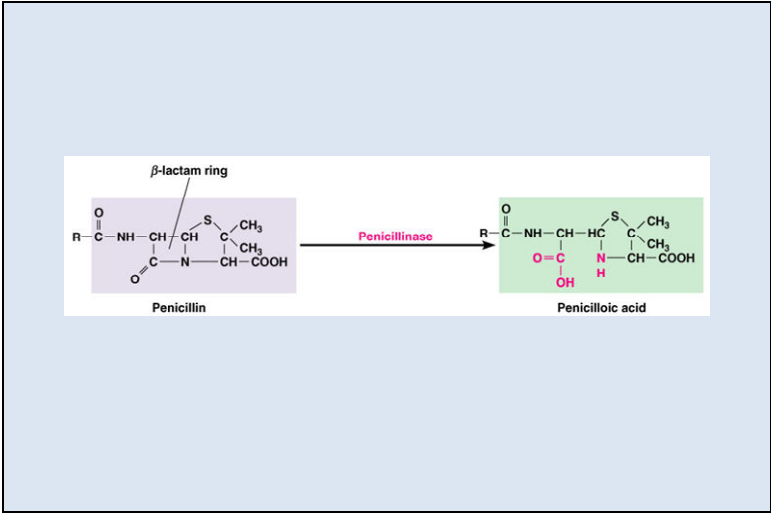 β-lactam ring
O
R–C–NH–CH–CH
S
C
CH₃
CH₃
C–N
CH–COOH
O
Penicillin
Penicillinase
O
R–C–NH–CH–HC
S
C
CH₃
CH₃
O=C
N–CH–COOH
H
OH
Penicilloic acid